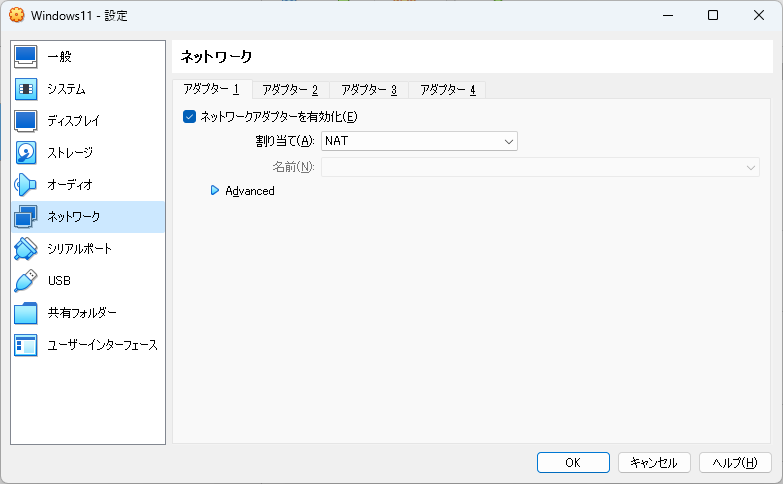 Windows11 - 設定
一般
システム
ディスプレイ
ストレージ
オーディオ
ネットワーク
シリアルポート
USB
共有フォルダー
ユーザーインターフェース
ネットワーク
アダプター 1 アダプター 2 アダプター 3 アダプター 4
ネットワークアダプターを有効化(E)
割り当て(A): NAT
名前(N):
Advanced
OK キャンセル ヘルプ(H)